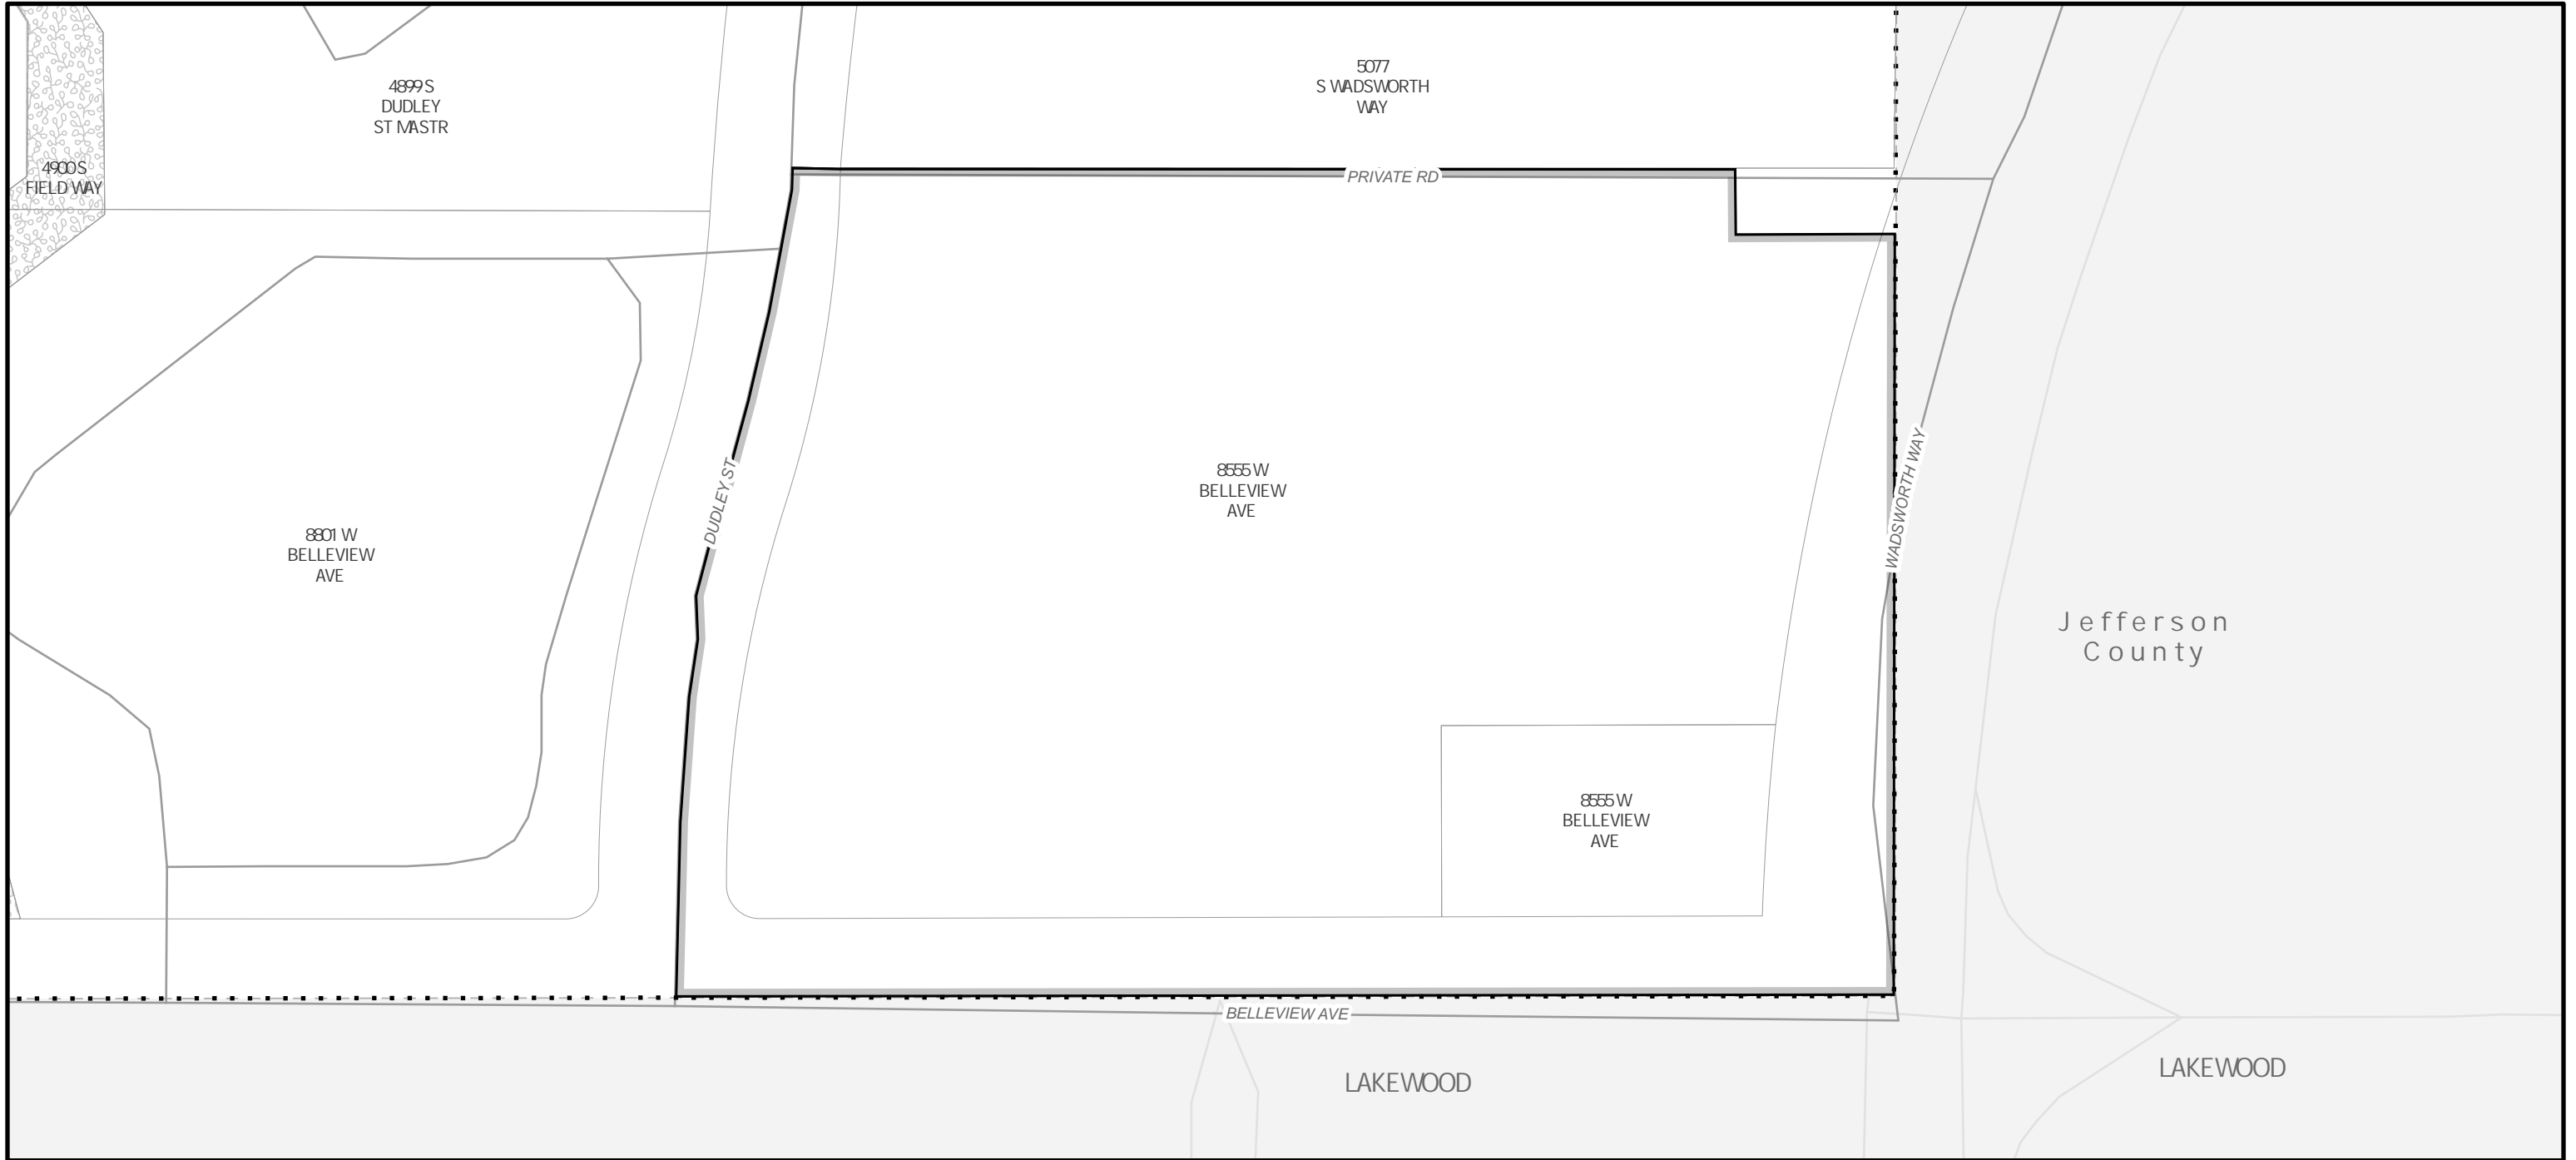 5077
S WADSWORTH
WAY
4899 S
DUDLEY
ST MASTR
4900 S
FIELD WAY
PRIVATE RD
8555 W
BELLEVIEW
AVE
DUDLEY ST
WADSWORTH WAY
8801 W
BELLEVIEW
AVE
Jefferson
County
8555 W
BELLEVIEW
AVE
BELLEVIEW AVE
LAKEWOOD
LAKEWOOD